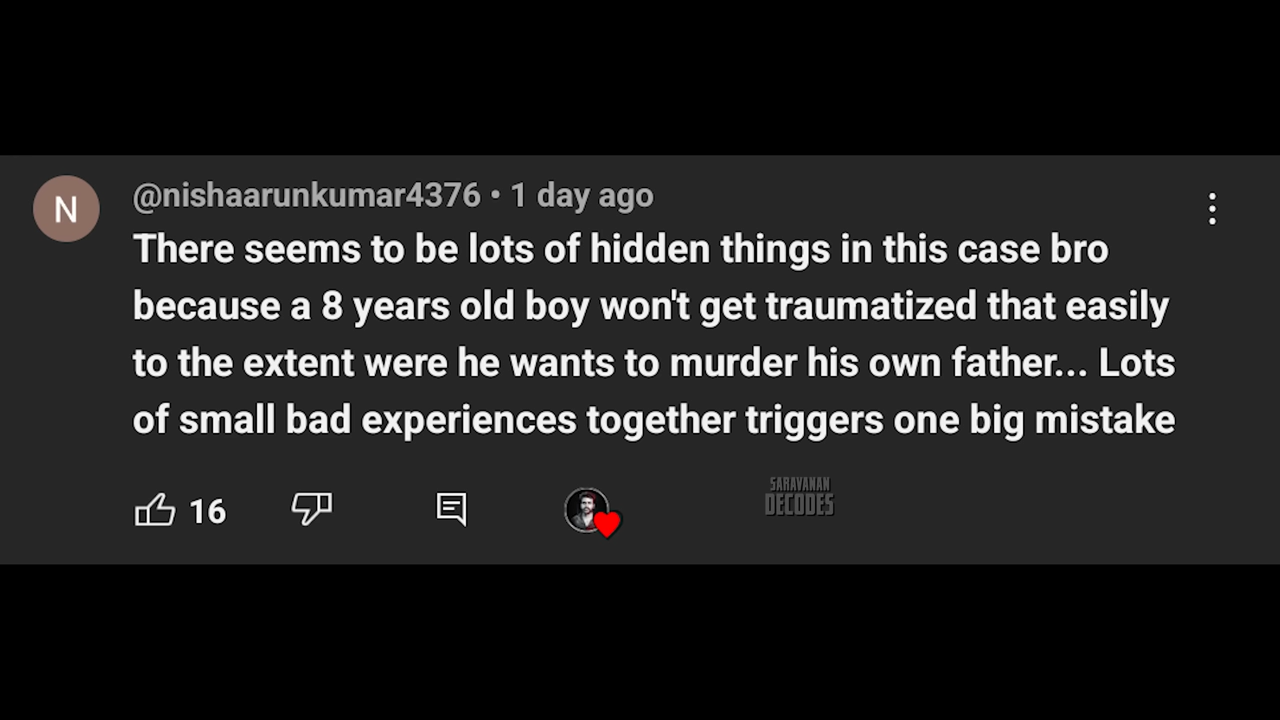 N
@nishaarunkumar4376 • 1 day ago
There seems to be lots of hidden things in this case bro
because a 8 years old boy won't get traumatized that easily
to the extent were he wants to murder his own father... Lots
of small bad experiences together triggers one big mistake
16
SARAVANAN
DECODES